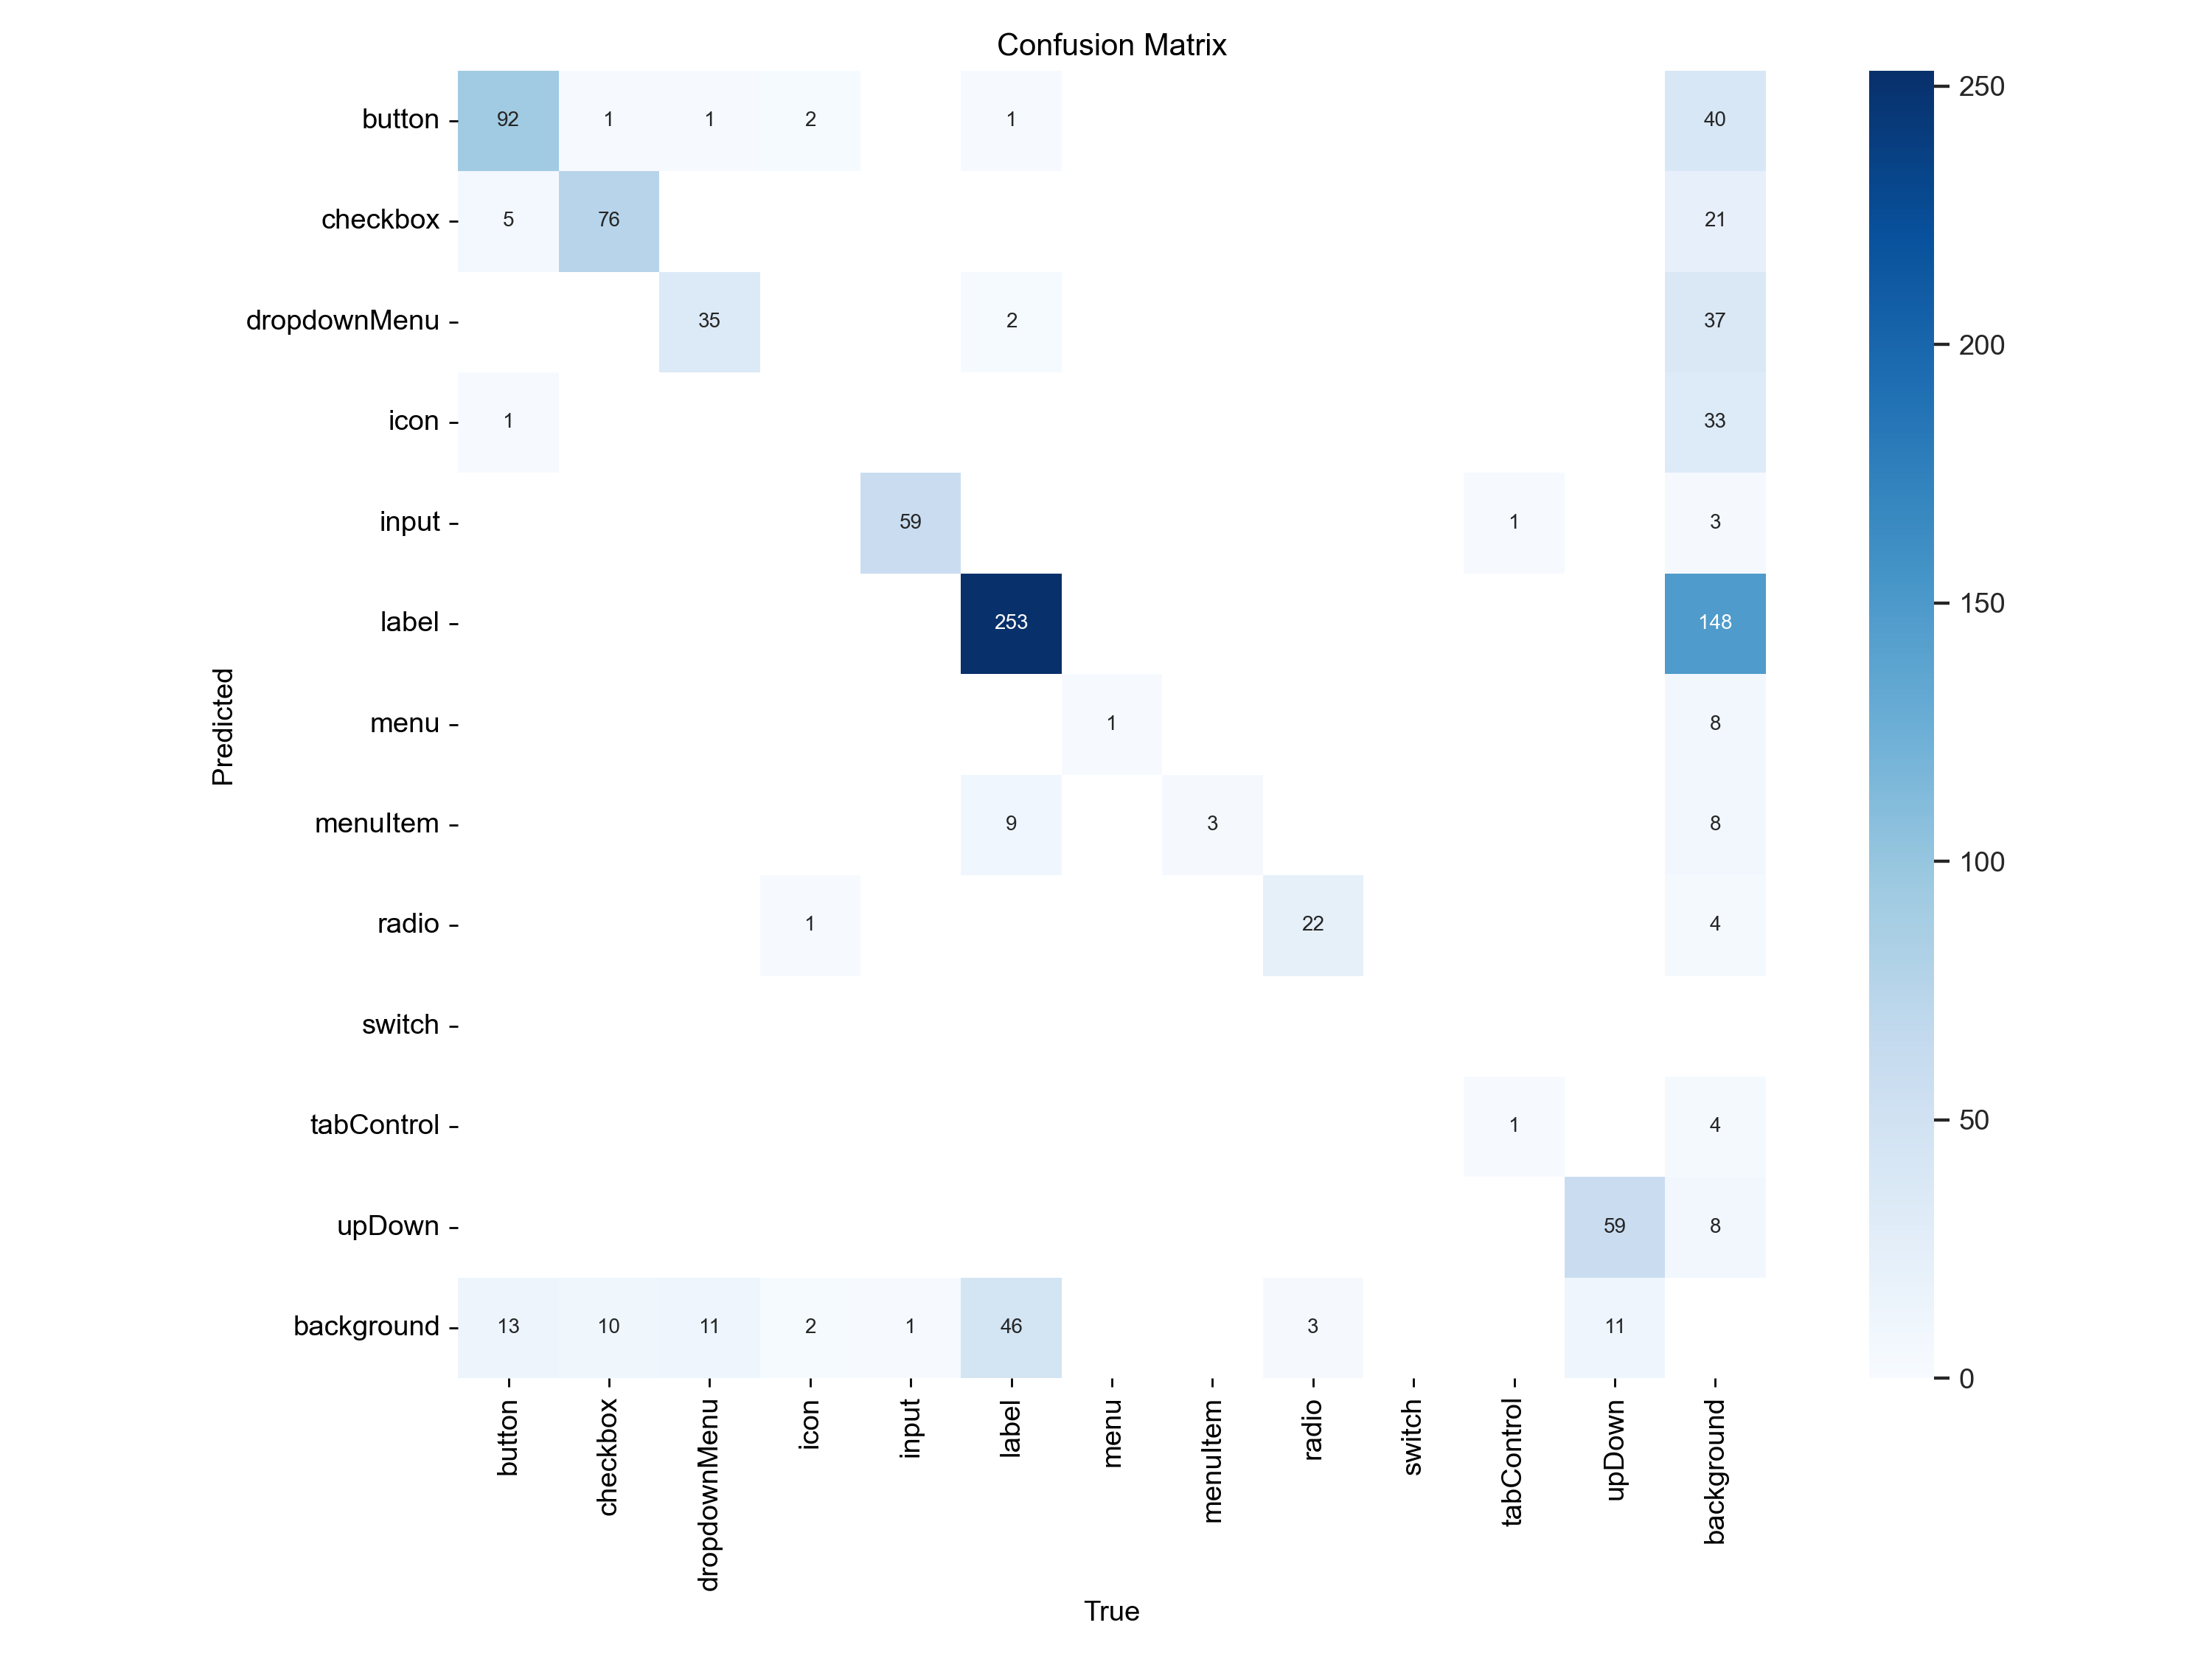 Confusion Matrix
button 92 1 1 2 1 40
checkbox 5 76 21
dropdownMenu 35 2 37
icon 1 33
input 59 1 3
label 253 148
menu 1 8
menuItem 9 3 8
radio 1 22 4
switch
tabControl 1 4
upDown 59 8
background 13 10 11 2 1 46 3 11
Predicted
button checkbox dropdownMenu icon input label menu menuItem radio switch tabControl upDown background
True
250
200
150
100
50
0